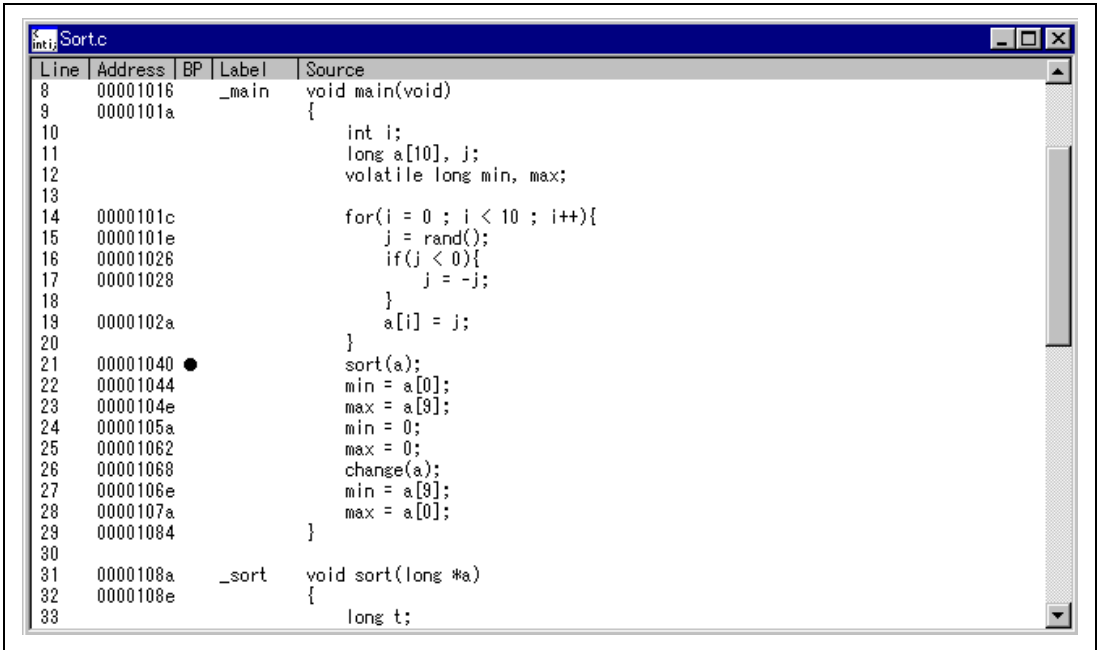 int i; Sort.c
Line Address BP Label Source
8 00001016 _main void main(void)
9 0000101a {
10 int i;
11 long a[10], j;
12 volatile long min, max;
13
14 0000101c for(i = 0 ; i < 10 ; i++){
15 0000101e j = rand();
16 00001026 if(j < 0){
17 00001028 j = -j;
18 }
19 0000102a a[i] = j;
20 }
21 00001040 ● sort(a);
22 00001044 min = a[0];
23 0000104e max = a[9];
24 0000105a min = 0;
25 00001062 max = 0;
26 00001068 change(a);
27 0000106e min = a[9];
28 0000107a max = a[0];
29 00001084 }
30
31 0000108a _sort void sort(long *a)
32 0000108e {
33 long t;